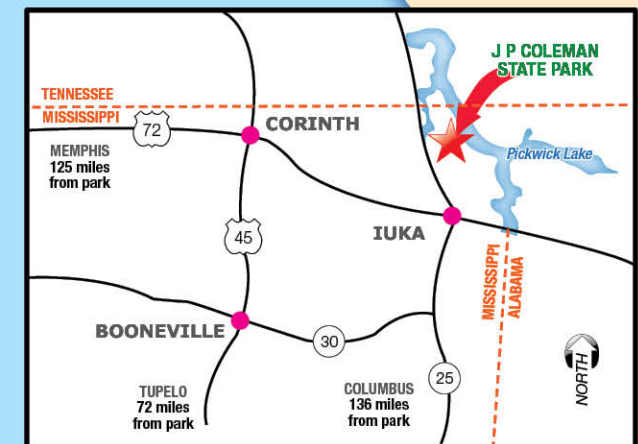 J P COLEMAN
STATE PARK
TENNESSEE
MISSISSIPPI
72
CORINTH
MEMPHIS
125 miles
from park
Pickwick Lake
IUKA
45
MISSISSIPPI
ALABAMA
BOONEVILLE
30
NORTH
25
TUPELO
72 miles
from park
COLUMBUS
136 miles
from park